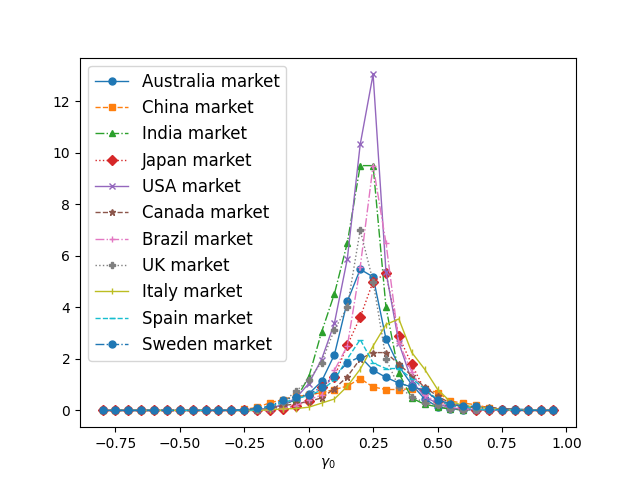 Australia market
China market
India market
Japan market
USA market
Canada market
Brazil market
UK market
Italy market
Spain market
Sweden market
12
10
8
6
4
2
0
−0.75 −0.50 −0.25 0.00 0.25 0.50 0.75 1.00
γ₀